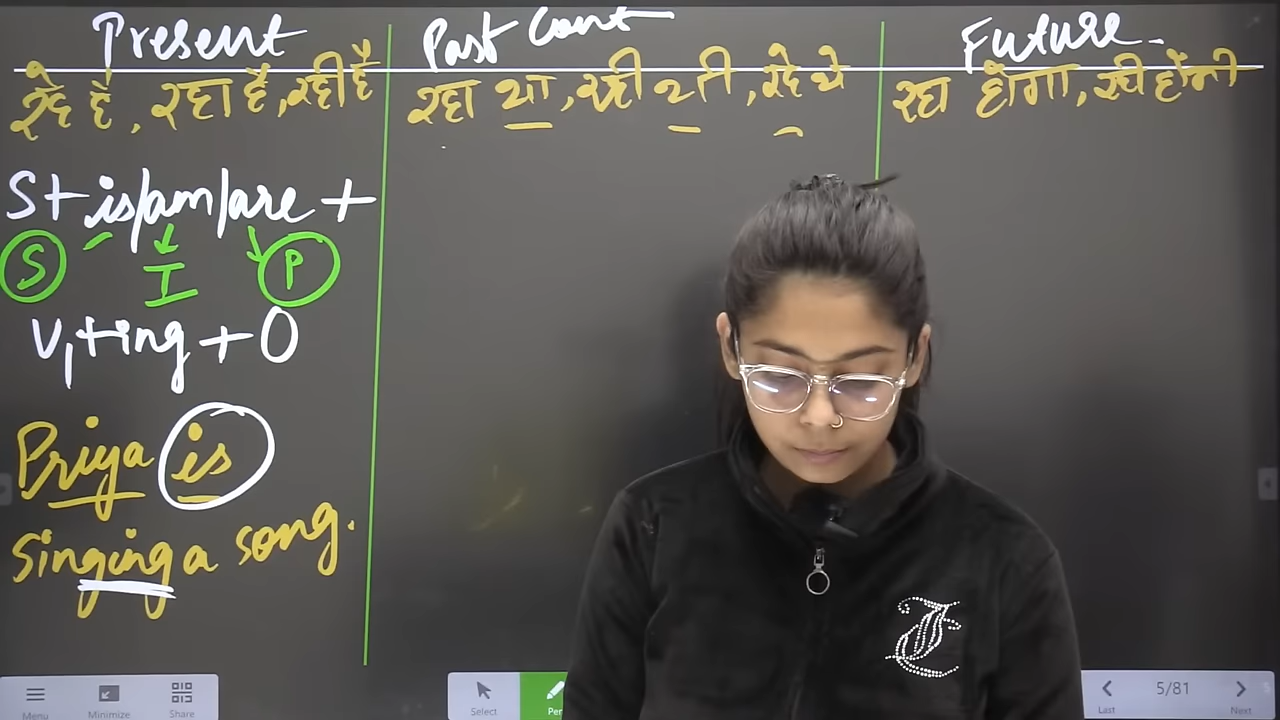 Present
Past Cont
Future
रहे है, रहा है, रही है
रहा था, रही थी, रहे थे
रहा होगा, रही होगी
S+ is/am/are +
S I P
V1+ing + O
Priya is
singing a song.
Menu
Minimize
Share
Select
Pen
5/81
Last
Next